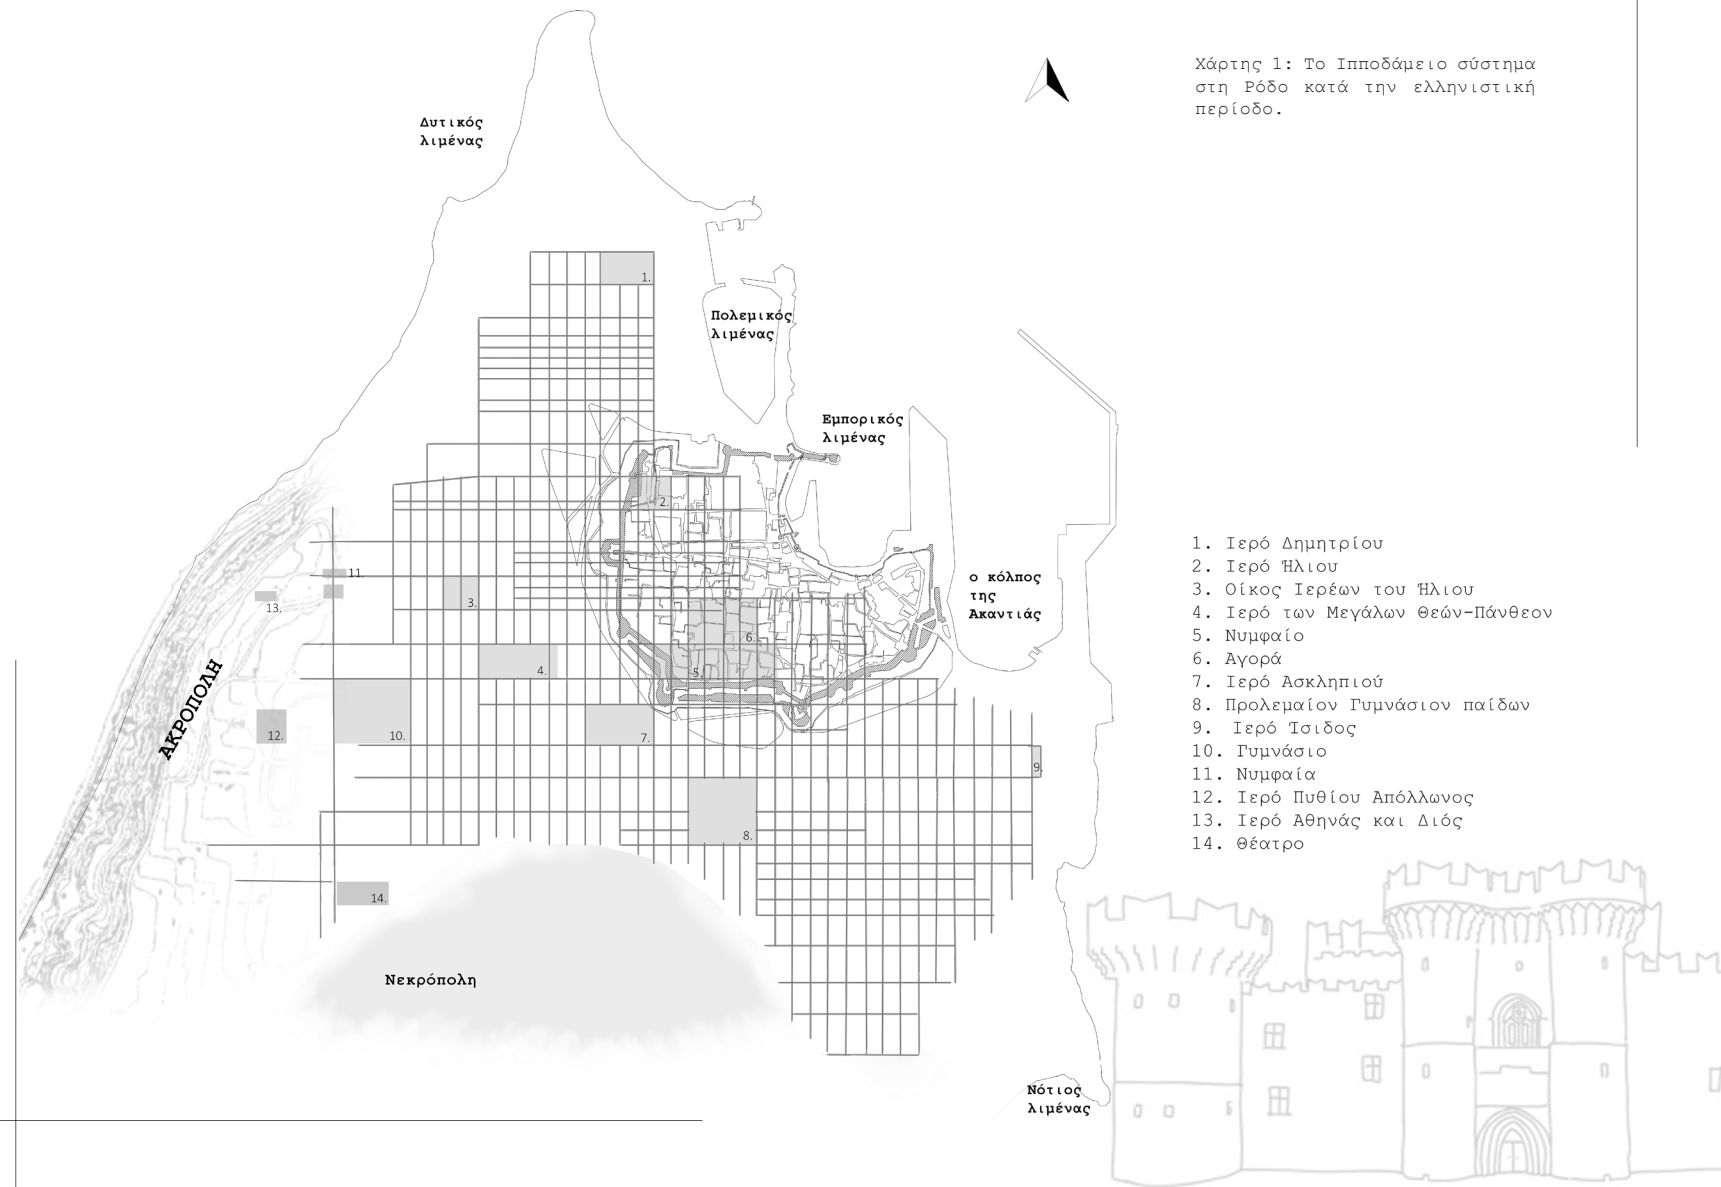 Χάρτης 1: Το Ιπποδάμειο σύστημα
στη Ρόδο κατά την ελληνιστική
περίοδο.
Δυτικός
λιμένας
1.
Πολεμικός
λιμένας
Εμπορικός
λιμένας
2.
ο κόλπος
της
Ακαντιάς
11.
13.
3.
6.
4.
5.
ΑΚΡΟΠΟΛΗ
12.
10.
7.
9.
8.
14.
Νεκρόπολη
Νότιος
λιμένας
1. Ιερό Δημητρίου
2. Ιερό Ήλιου
3. Οίκος Ιερέων του Ήλιου
4. Ιερό των Μεγάλων Θεών-Πάνθεον
5. Νυμφαίο
6. Αγορά
7. Ιερό Ασκληπιού
8. Προλεμαίον Γυμνάσιον παίδων
9. Ιερό Ίσιδος
10. Γυμνάσιο
11. Νυμφαία
12. Ιερό Πυθίου Απόλλωνος
13. Ιερό Αθηνάς και Διός
14. Θέατρο